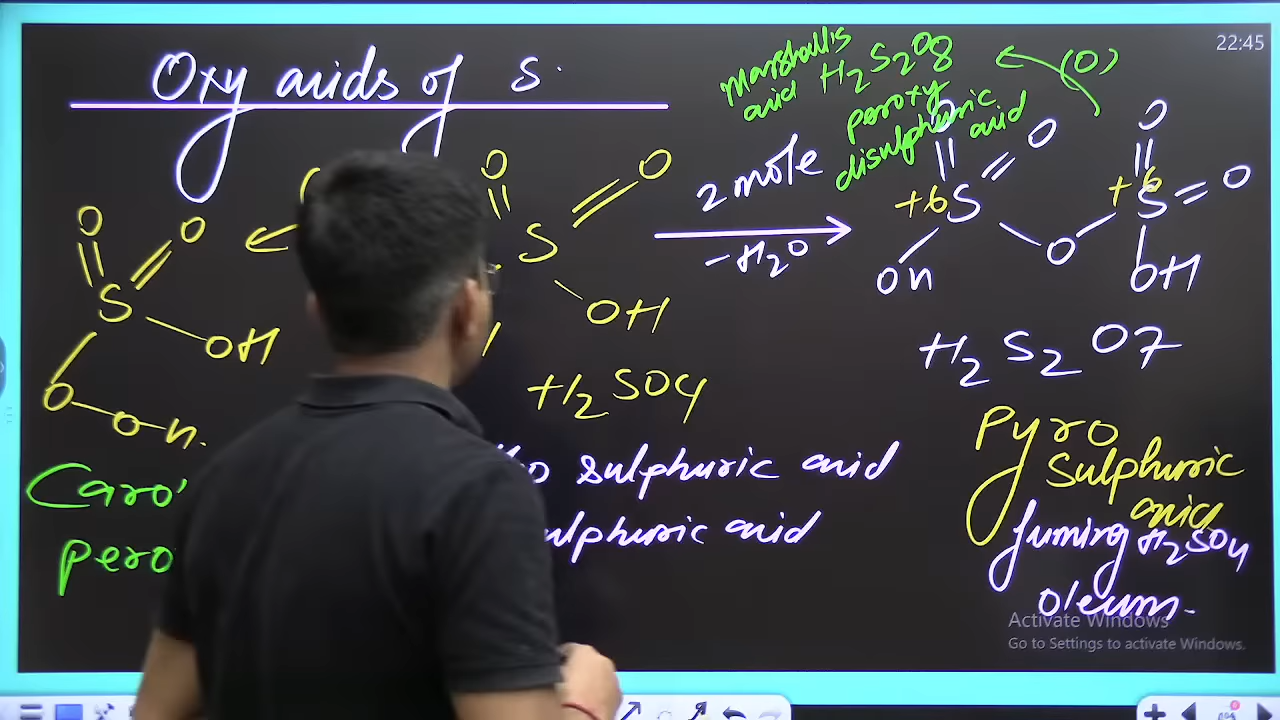 22:45
Oxy acids of S.
marshall's
acid H2S2O8
peroxy
disulphuric
acid
(O)
O O
S
OH
O
O H.
O O
S
OH
H2SO4
2 mole
-H2O
O O
+6 S
OH
O
O
+6 S O
OH
H2S2O7
Caro'
pero
sulphuric acid
sulphuric acid
Pyro
Sulphuric
acid
fuming H2SO4
oleum.
Activate Windows
Go to Settings to activate Windows.